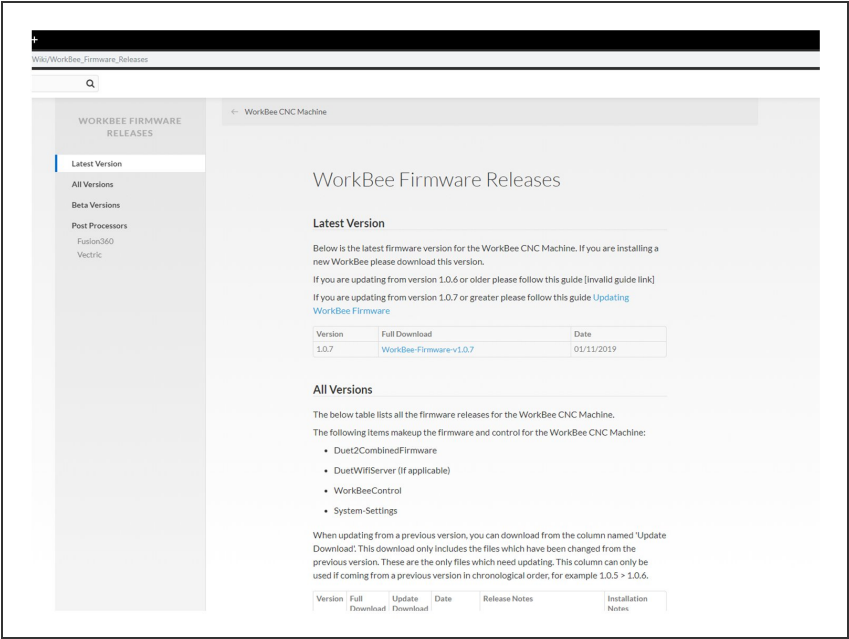 +
Wiki/WorkBee_Firmware_Releases
← WorkBee CNC Machine
WORKBEE FIRMWARE
RELEASES
Latest Version
All Versions
Beta Versions
Post Processors
Fusion360
Vectric
WorkBee Firmware Releases
Latest Version
Below is the latest firmware version for the WorkBee CNC Machine. If you are installing a
new WorkBee please download this version.
If you are updating from version 1.0.6 or older please follow this guide [invalid guide link]
If you are updating from version 1.0.7 or greater please follow this guide Updating
WorkBee Firmware
Version Full Download Date
1.0.7 WorkBee-Firmware-v1.0.7 01/11/2019
All Versions
The below table lists all the firmware releases for the WorkBee CNC Machine.
The following items makeup the firmware and control for the WorkBee CNC Machine:
• Duet2CombinedFirmware
• DuetWifiServer (If applicable)
• WorkBeeControl
• System-Settings
When updating from a previous version, you can download from the column named 'Update
Download'. This download only includes the files which have been changed from the
previous version. These are the only files which need updating. This column can only be
used if coming from a previous version in chronological order, for example 1.0.5 > 1.0.6.
Version Full Update Date Release Notes Installation
Download Download Notes